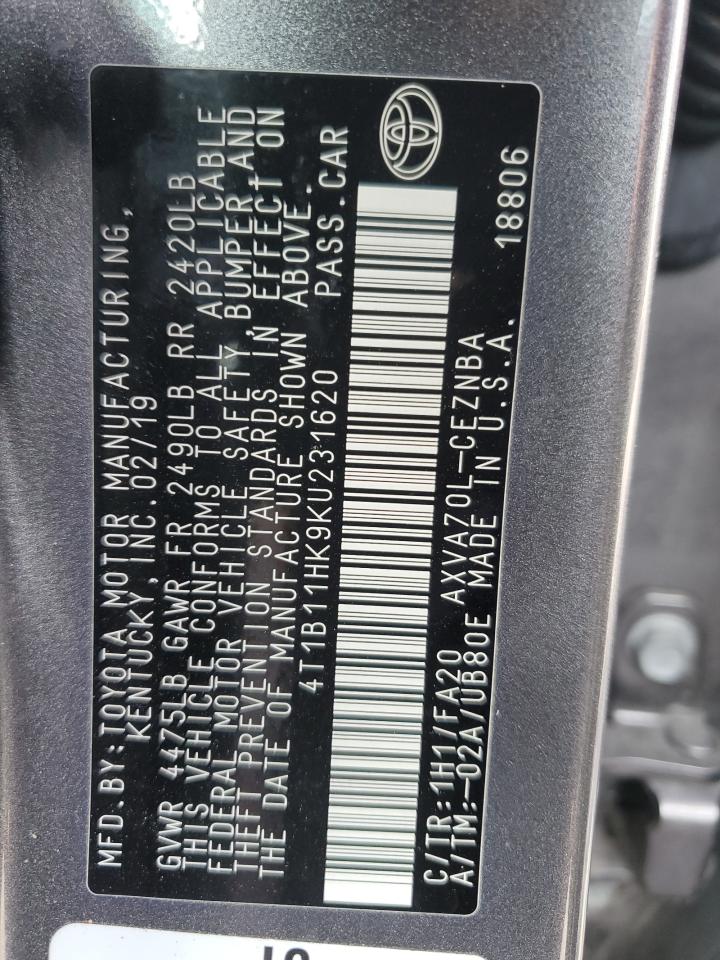 MFD.BY:TOYOTA MOTOR MANUFACTURING,
KENTUCKY, INC.02/19
GVWR 4475LB GAWR FR 2490LB RR 2420LB
THIS VEHICLE CONFORMS TO ALL APPLICABLE
FEDERAL MOTOR VEHICLE SAFETY,BUMPER,AND
THEFT PREVENTION STANDARDS IN EFFECT ON
THE DATE OF MANUFACTURE SHOWN ABOVE.
4T1B11HK9KU231620 PASS.CAR
C/TR:1H1/FA20 AXVA70L-CEZNBA
A/TM:-02A/UB80E MADE IN U.S.A. 18806